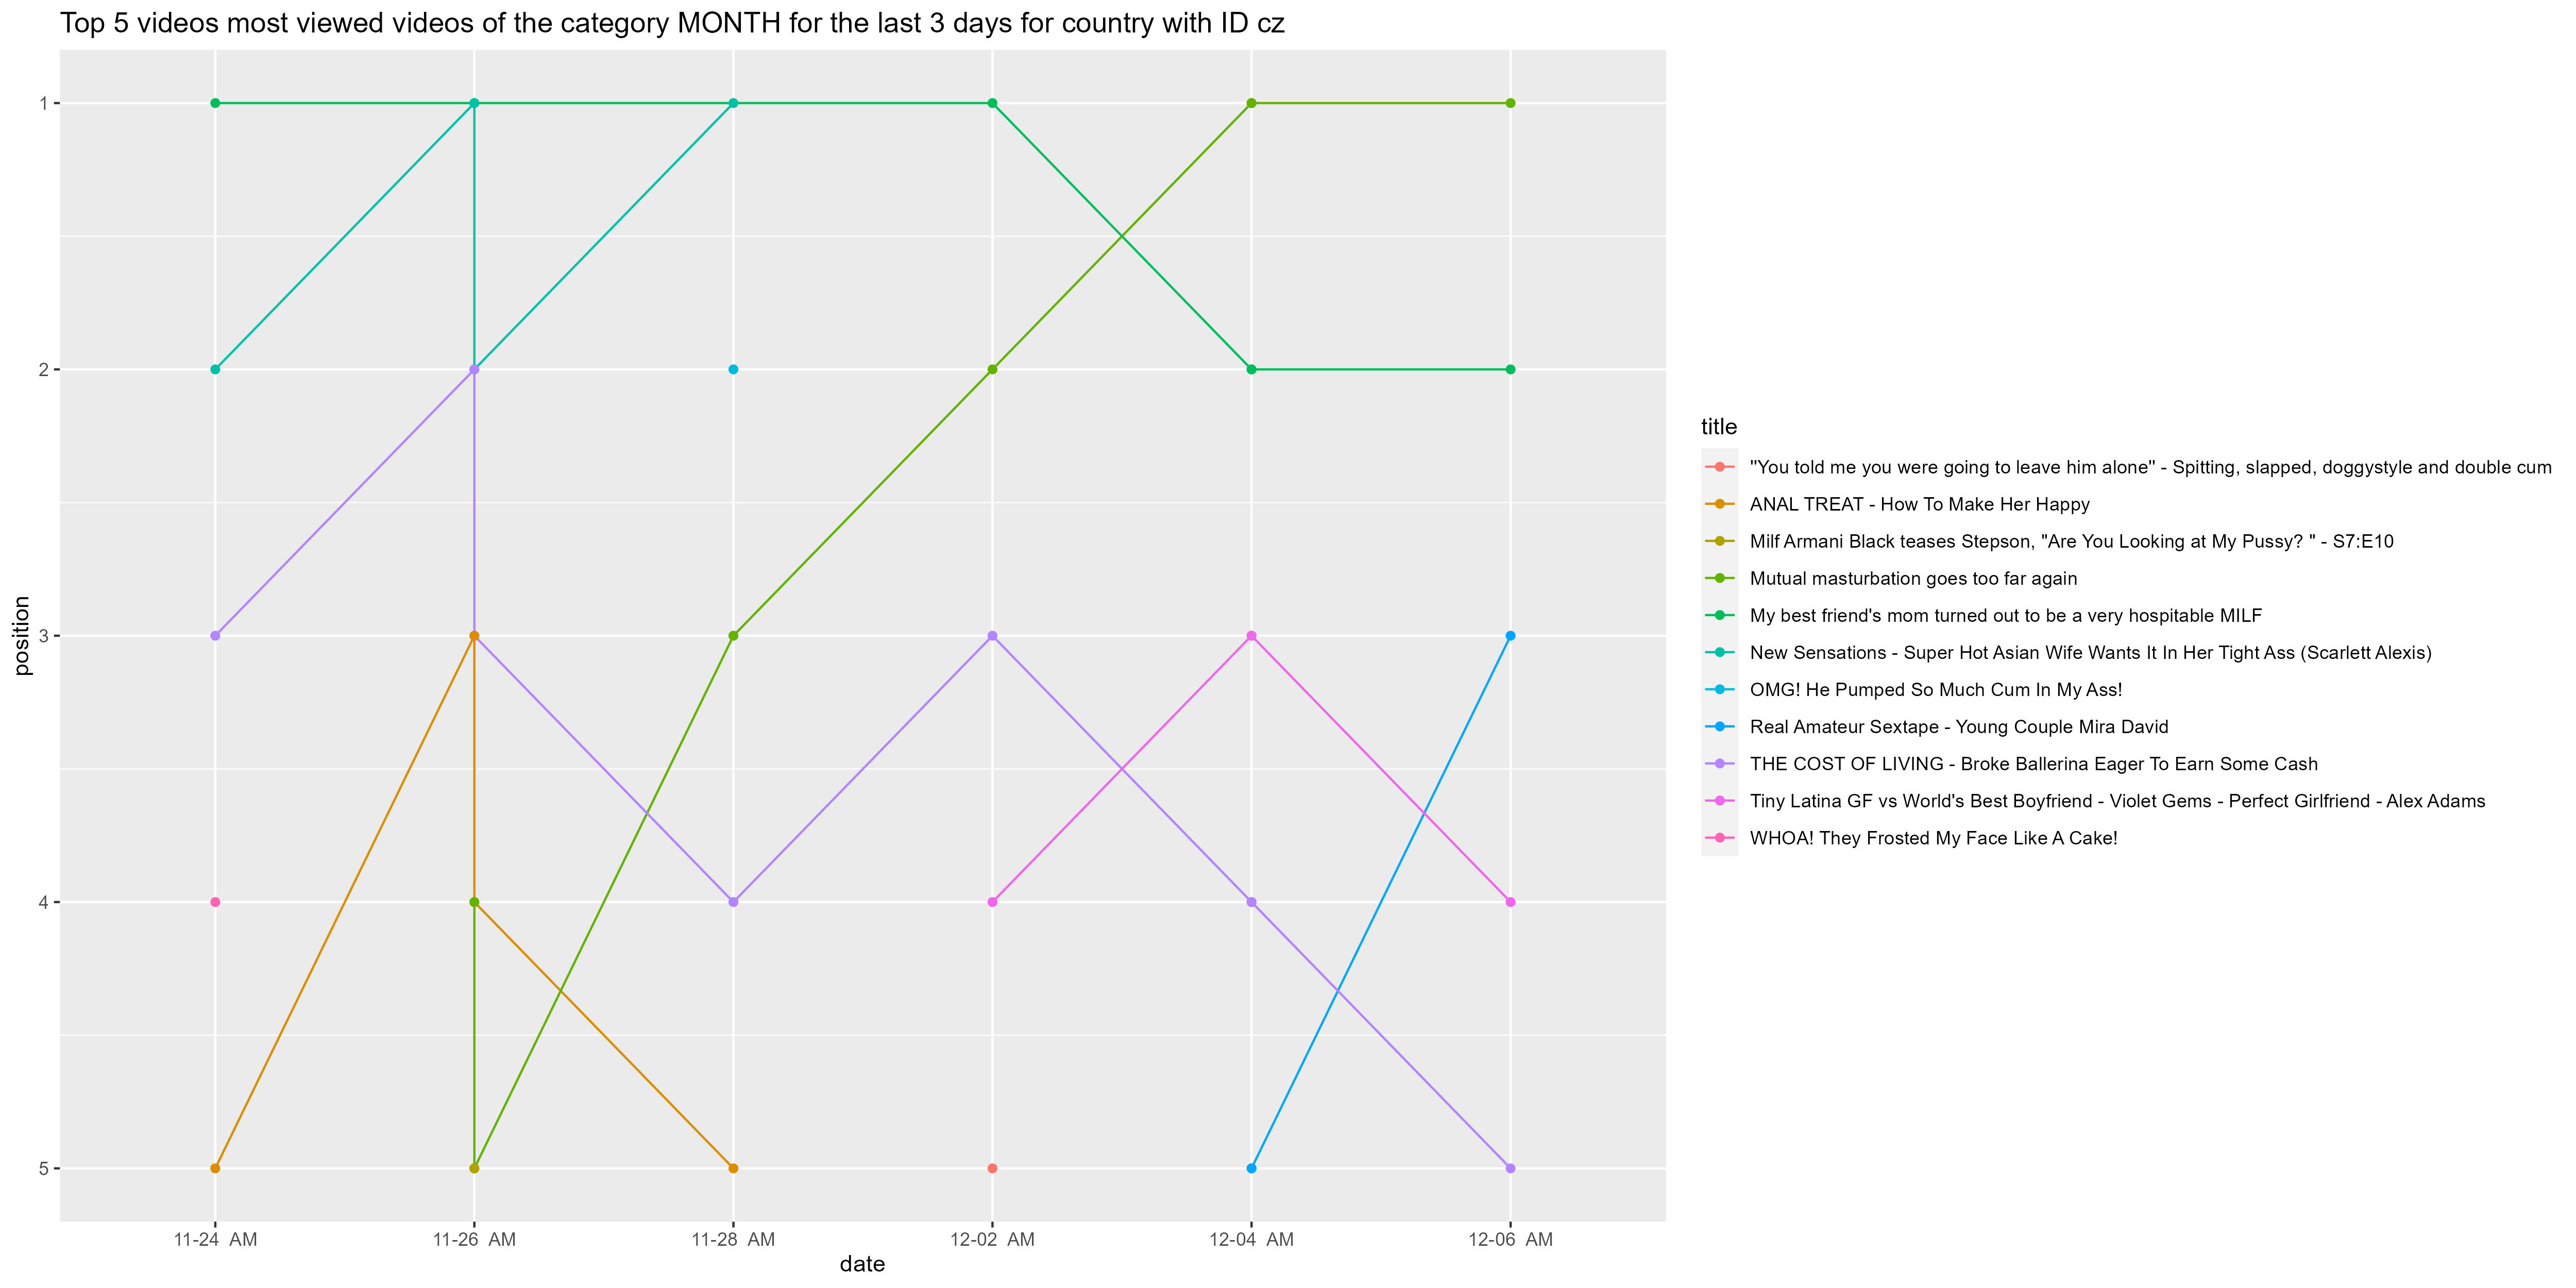 Top 5 videos most viewed videos of the category MONTH for the last 3 days for country with ID cz
position
1
2
3
4
5
11-24 AM
11-26 AM
11-28 AM
12-02 AM
12-04 AM
12-06 AM
date
title
"You told me you were going to leave him alone" - Spitting, slapped, doggystyle and double cum
ANAL TREAT - How To Make Her Happy
Milf Armani Black teases Stepson, "Are You Looking at My Pussy? " - S7:E10
Mutual masturbation goes too far again
My best friend's mom turned out to be a very hospitable MILF
New Sensations - Super Hot Asian Wife Wants It In Her Tight Ass (Scarlett Alexis)
OMG! He Pumped So Much Cum In My Ass!
Real Amateur Sextape - Young Couple Mira David
THE COST OF LIVING - Broke Ballerina Eager To Earn Some Cash
Tiny Latina GF vs World's Best Boyfriend - Violet Gems - Perfect Girlfriend - Alex Adams
WHOA! They Frosted My Face Like A Cake!